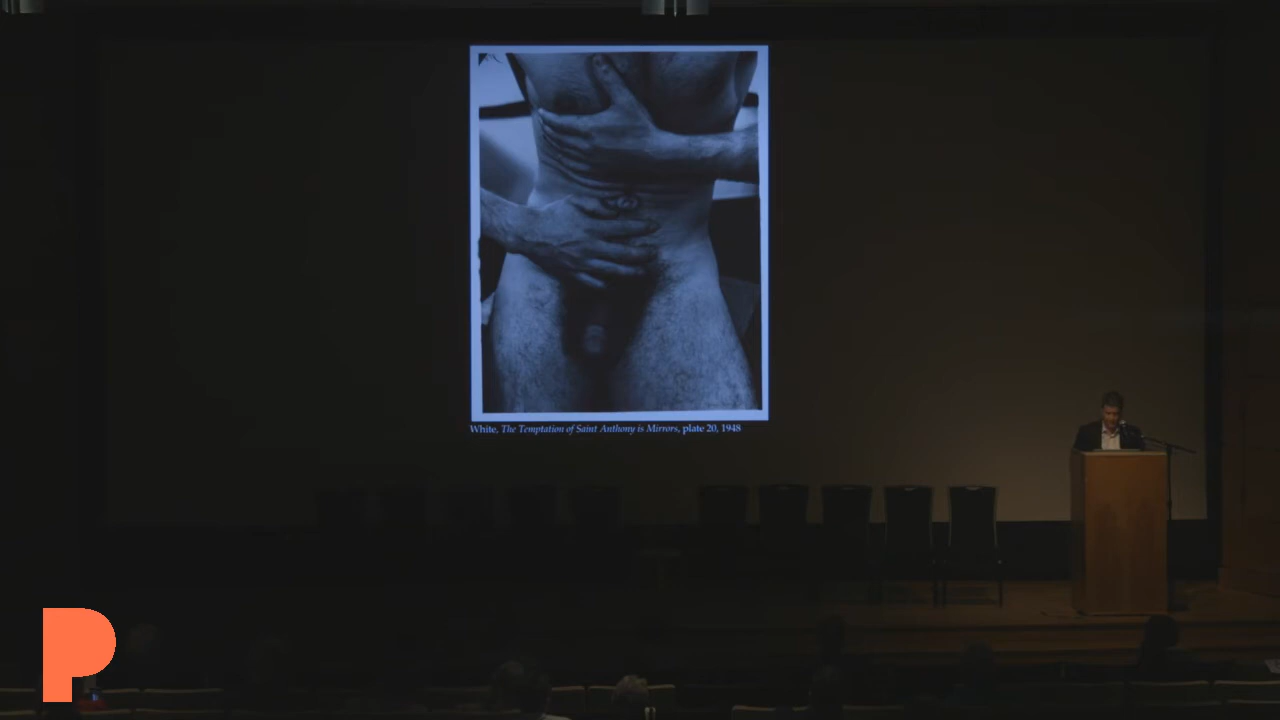 White, The Temptation of Saint Anthony is Mirrors, plate 20, 1948
P